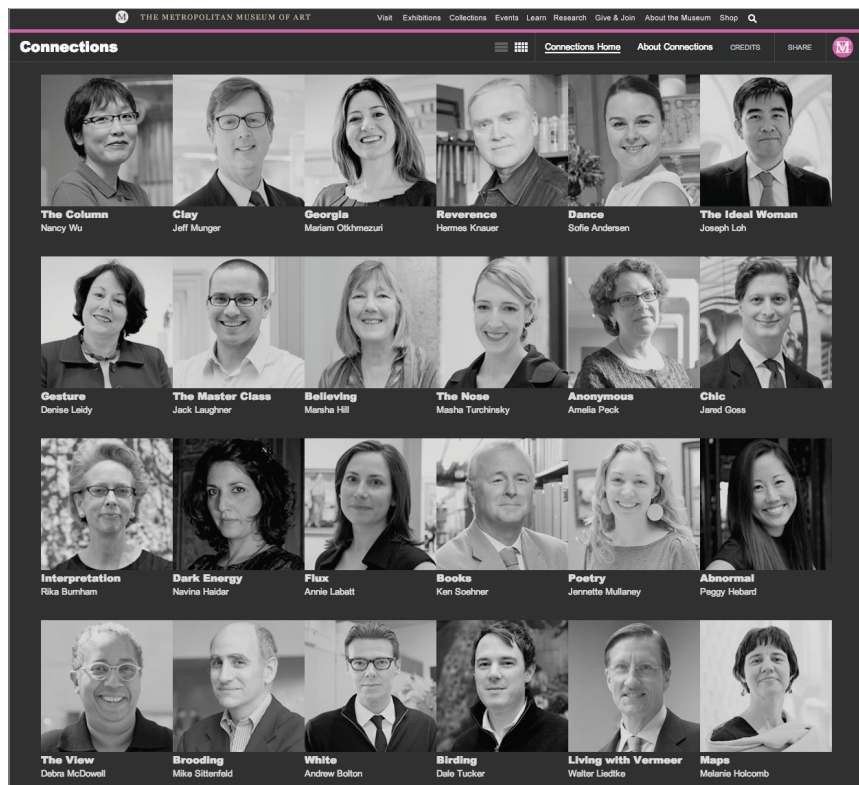 M THE METROPOLITAN MUSEUM OF ART Visit Exhibitions Collections Events Learn Research Give & Join About the Museum Shop
Connections Connections Home About Connections CREDITS SHARE M
The Column Clay Georgia Reverence Dance The Ideal Woman
Nancy Wu Jeff Munger Mariam Otkhmezuri Hermes Knauer Sofie Andersen Joseph Loh
Gesture The Master Class Believing The Nose Anonymous Chic
Denise Leidy Jack Laughner Marsha Hill Masha Turchinsky Amelia Peck Jared Goss
Interpretation Dark Energy Flux Books Poetry Abnormal
Rika Burnham Navina Haidar Annie Labatt Ken Soehner Jennette Mullaney Peggy Hebard
The View Brooding White Birding Living with Vermeer Maps
Debra McDowell Mike Sittenfeld Andrew Bolton Dale Tucker Walter Liedtke Melanie Holcomb